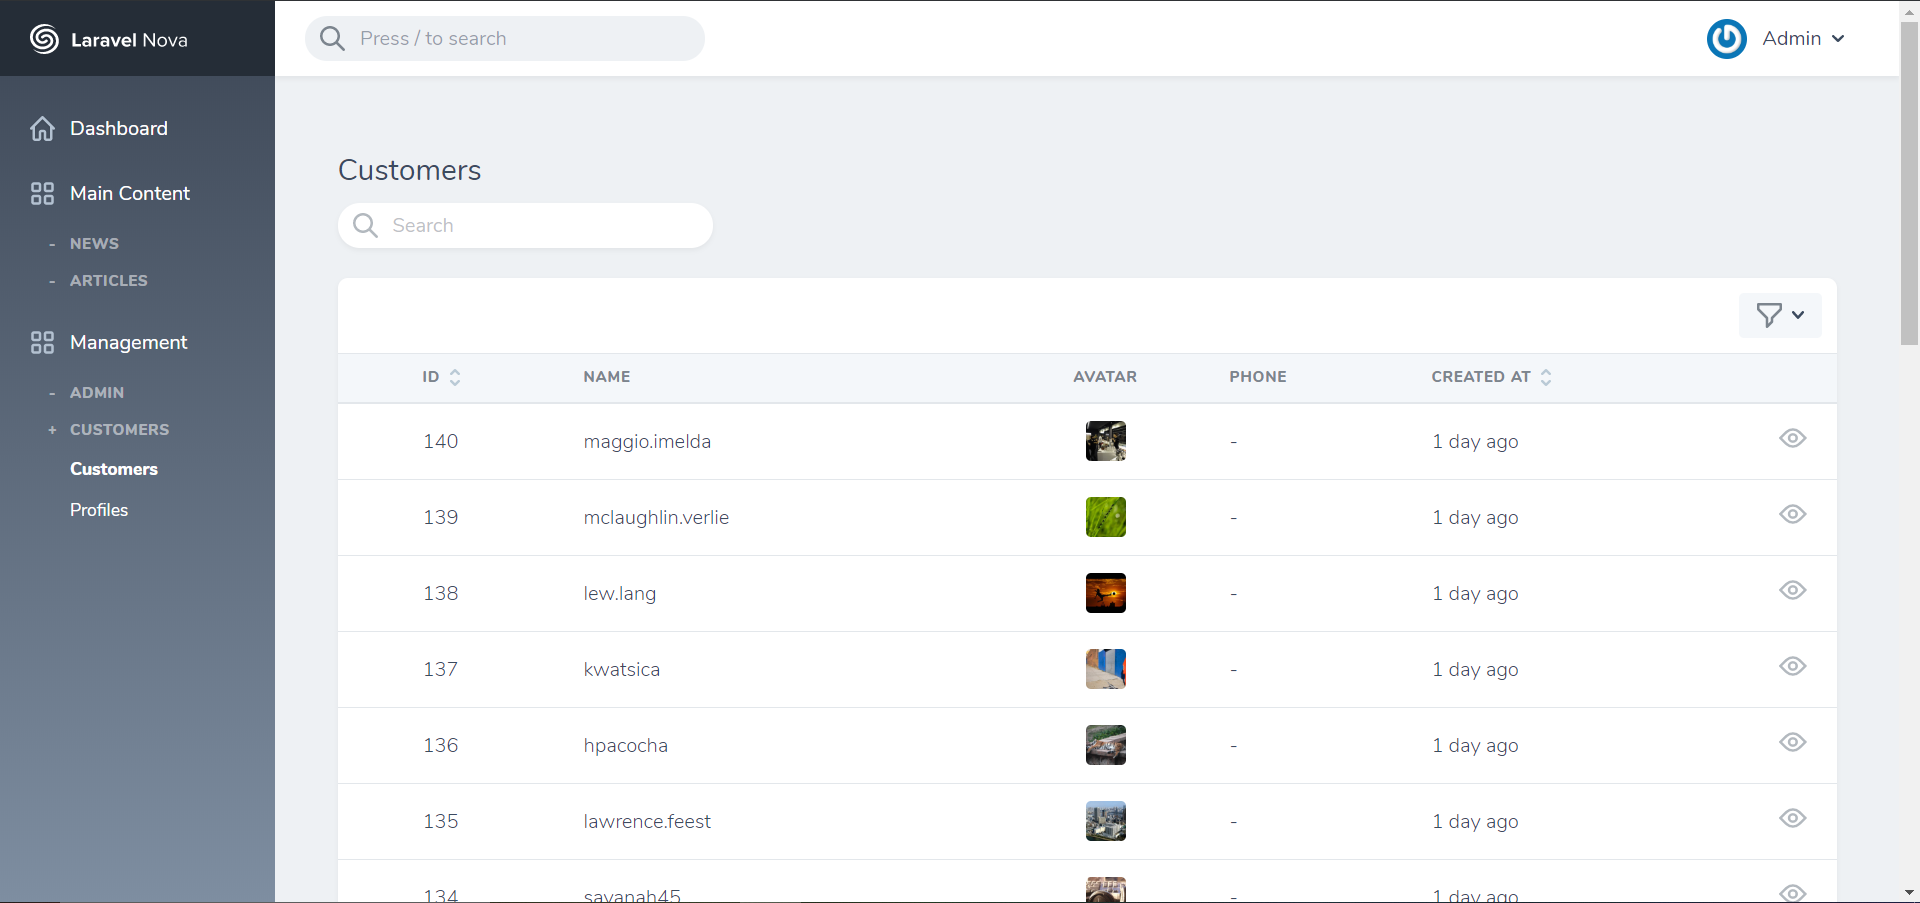 Laravel Nova
Press / to search
Admin
Dashboard
Main Content
- NEWS
- ARTICLES
Management
- ADMIN
+ CUSTOMERS
Customers
Profiles
Customers
Search
ID NAME AVATAR PHONE CREATED AT
140 maggio.imelda - 1 day ago
139 mclaughlin.verlie - 1 day ago
138 lew.lang - 1 day ago
137 kwatsica - 1 day ago
136 hpacocha - 1 day ago
135 lawrence.feest - 1 day ago
134 savanah45 - 1 day ago